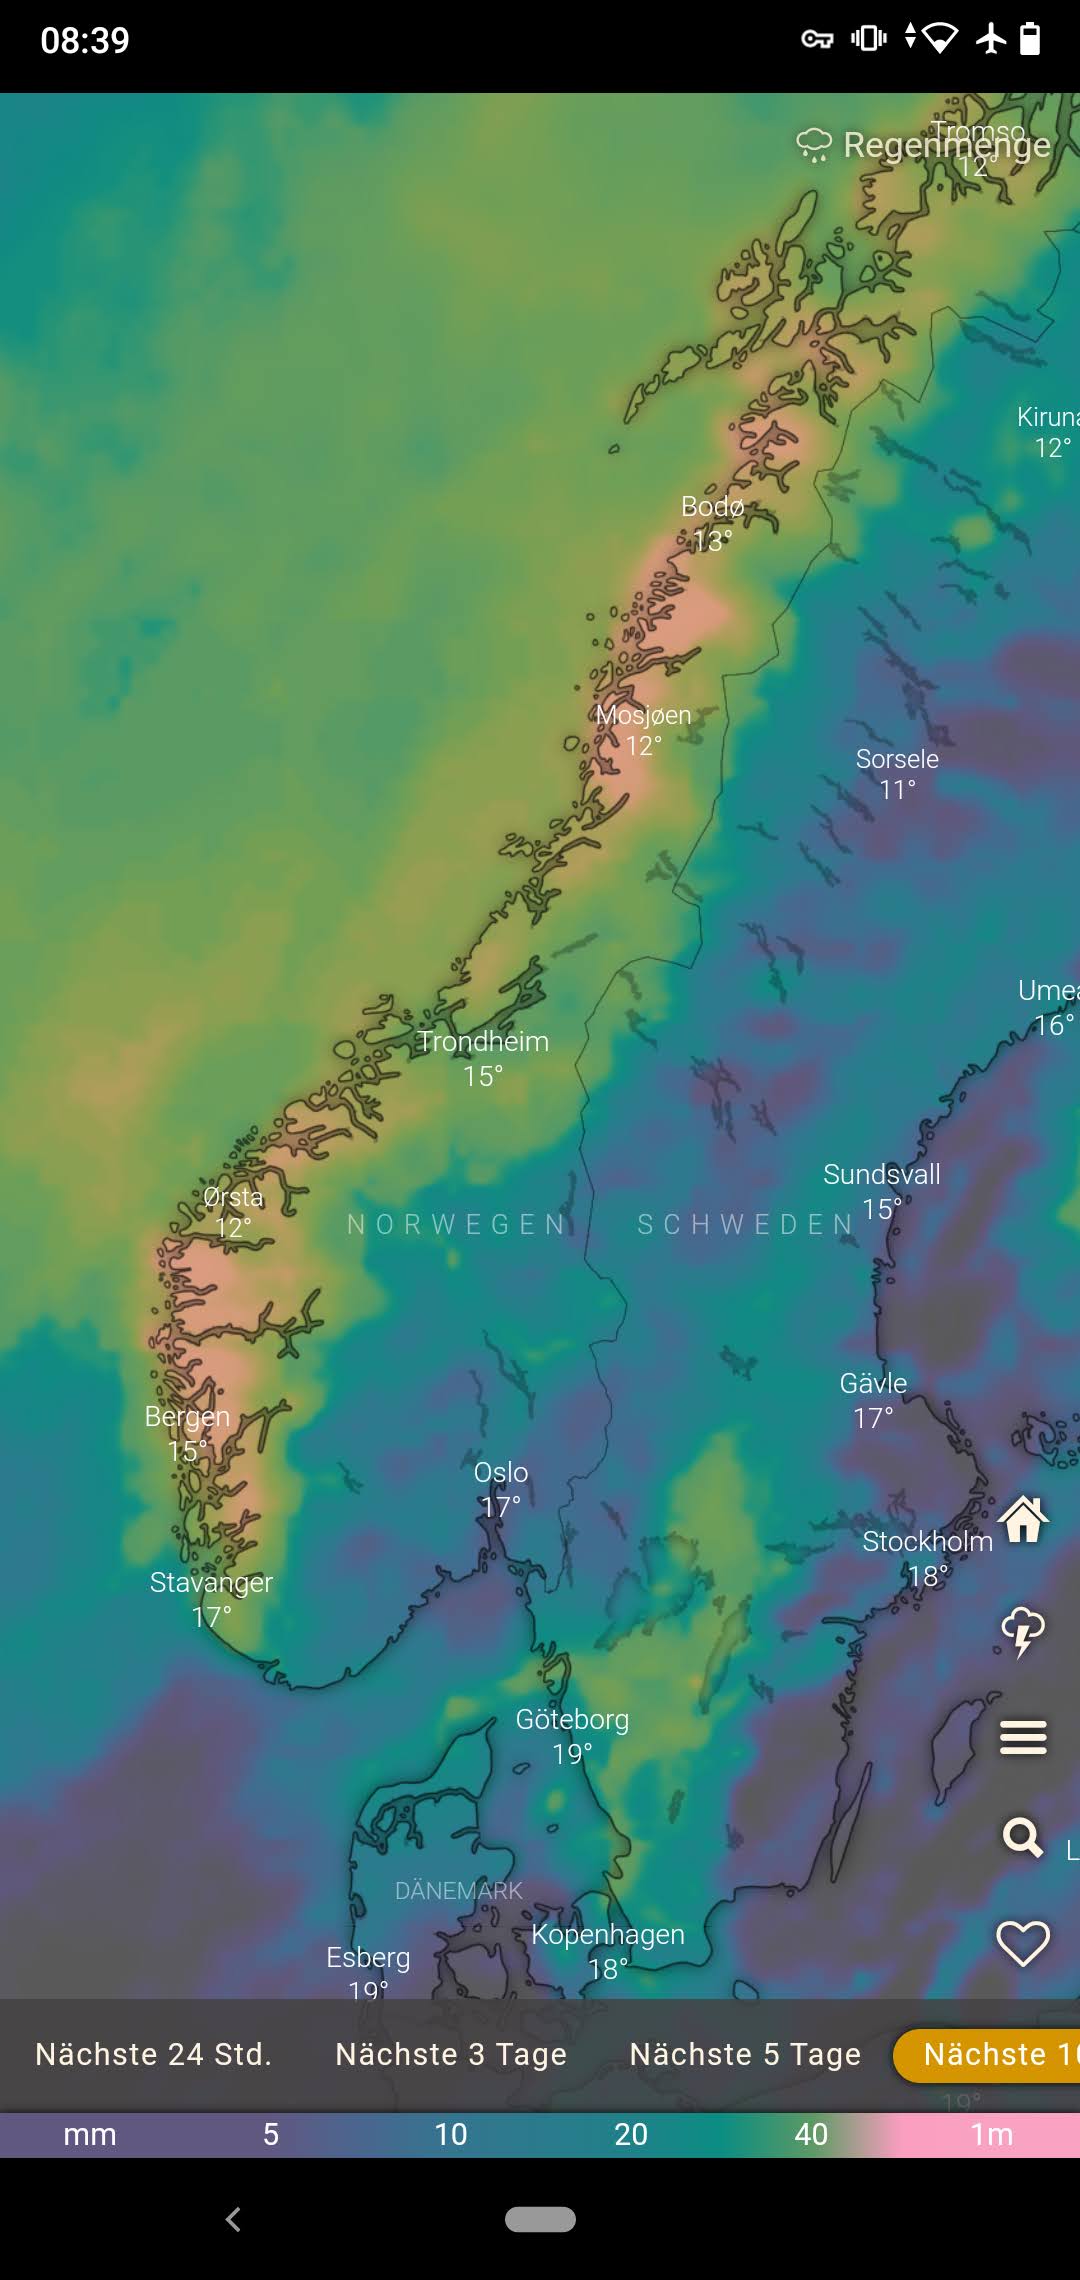 08:39
Tromsø
Regenmenge
12°
Kiruna
12°
Bodø
13°
Mosjøen
12°
Sorsele
11°
Umeå
16°
Trondheim
15°
Sundsvall
15°
Ørsta
12°
NORWEGEN
SCHWEDEN
Gävle
17°
Bergen
15°
Oslo
17°
Stockholm
18°
Stavanger
17°
Göteborg
19°
L
DÄNEMARK
Kopenhagen
18°
Esberg
19°
Nächste 24 Std.
Nächste 3 Tage
Nächste 5 Tage
Nächste 10
19°
mm 5 10 20 40 1m